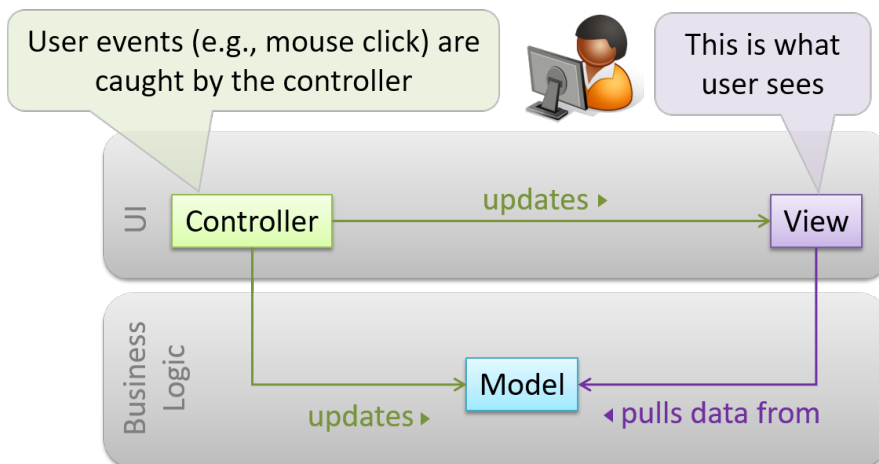 User events (e.g., mouse click) are
caught by the controller
This is what
user sees
UI
Controller
updates ▸
View
Business
Logic
Model
updates ▸
◂ pulls data from